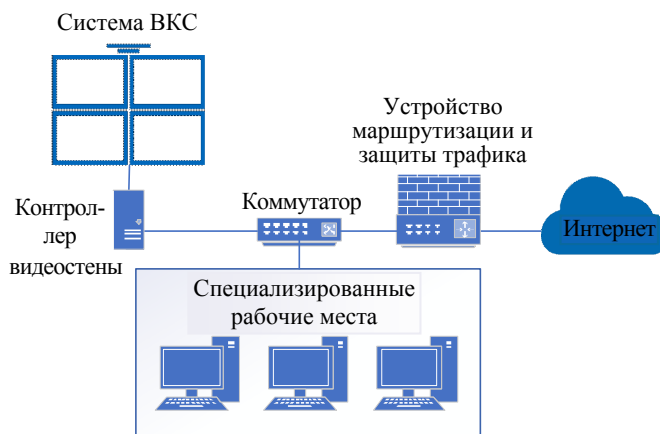 Система ВКС
Устройство
маршрутизации и
защиты трафика
Контрол-
лер
видеостены
Коммутатор
Интернет
Специализированные
рабочие места